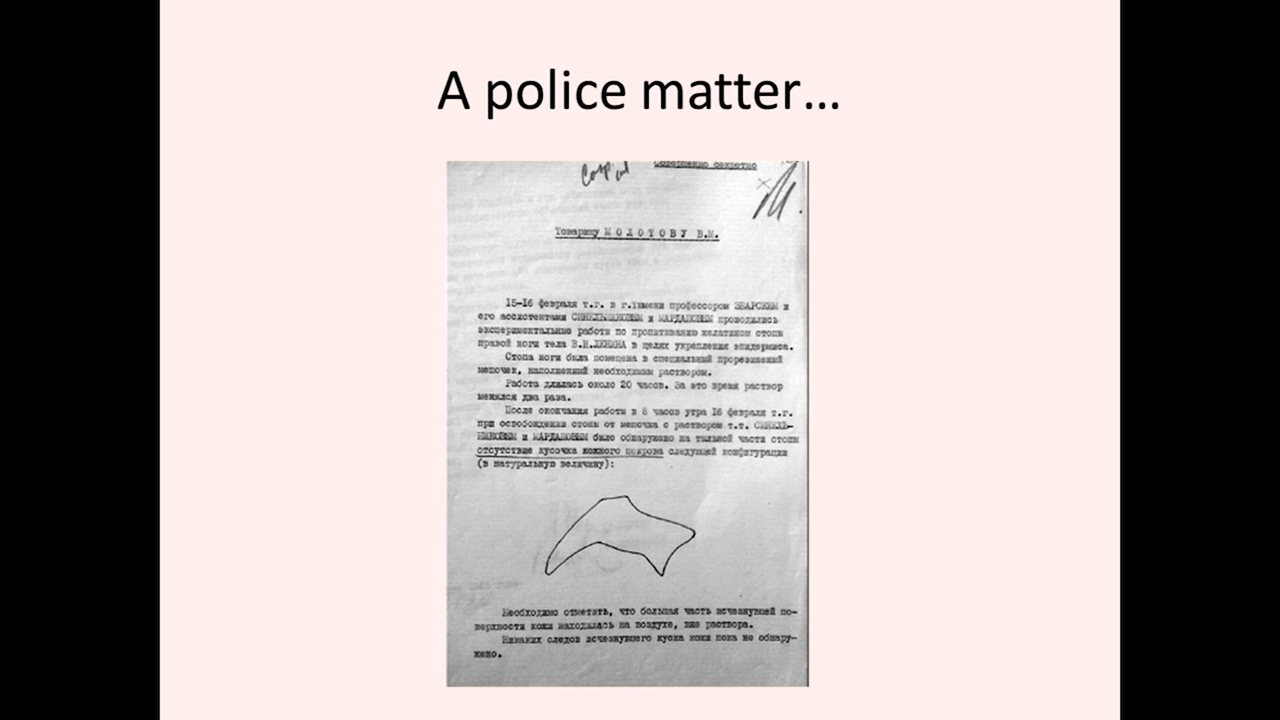 A police matter…
Совершенно секретно
Товарищу МОЛОТОВУ В.М.
15-16 февраля т.г. в г.Тюмени профессором ЗБАРСКИМ и
его ассистентами СИНЕЛЬНИКОВЫМ и МАРДАШОВЫМ проводились
экспериментальные работы по пропитыванию желатином стопы
правой ноги тела В.И.ЛЕНИНА в целях укрепления эпидермиса.
Стопа ноги была помещена в специальный прорезиненный
мешочек, наполненный необходимым раствором.
Работа длилась около 20 часов. За это время раствор
менялся два раза.
После окончания работы в 8 часов утра 16 февраля т.г.
при освобождении стопы от мешочка с раствором т.т. СИНЕЛЬ-
НИКОВЫМ и МАРДАШОВЫМ было обнаружено на тыльной части стопы
отсутствие кусочка кожного покрова следующей конфигурации
(в натуральную величину):
Необходимо отметить, что большая часть исчезнувшей по-
верхности кожи находилась на воздухе, вне раствора.
Никаких следов исчезнувшего куска кожи пока не обнару-
жено.